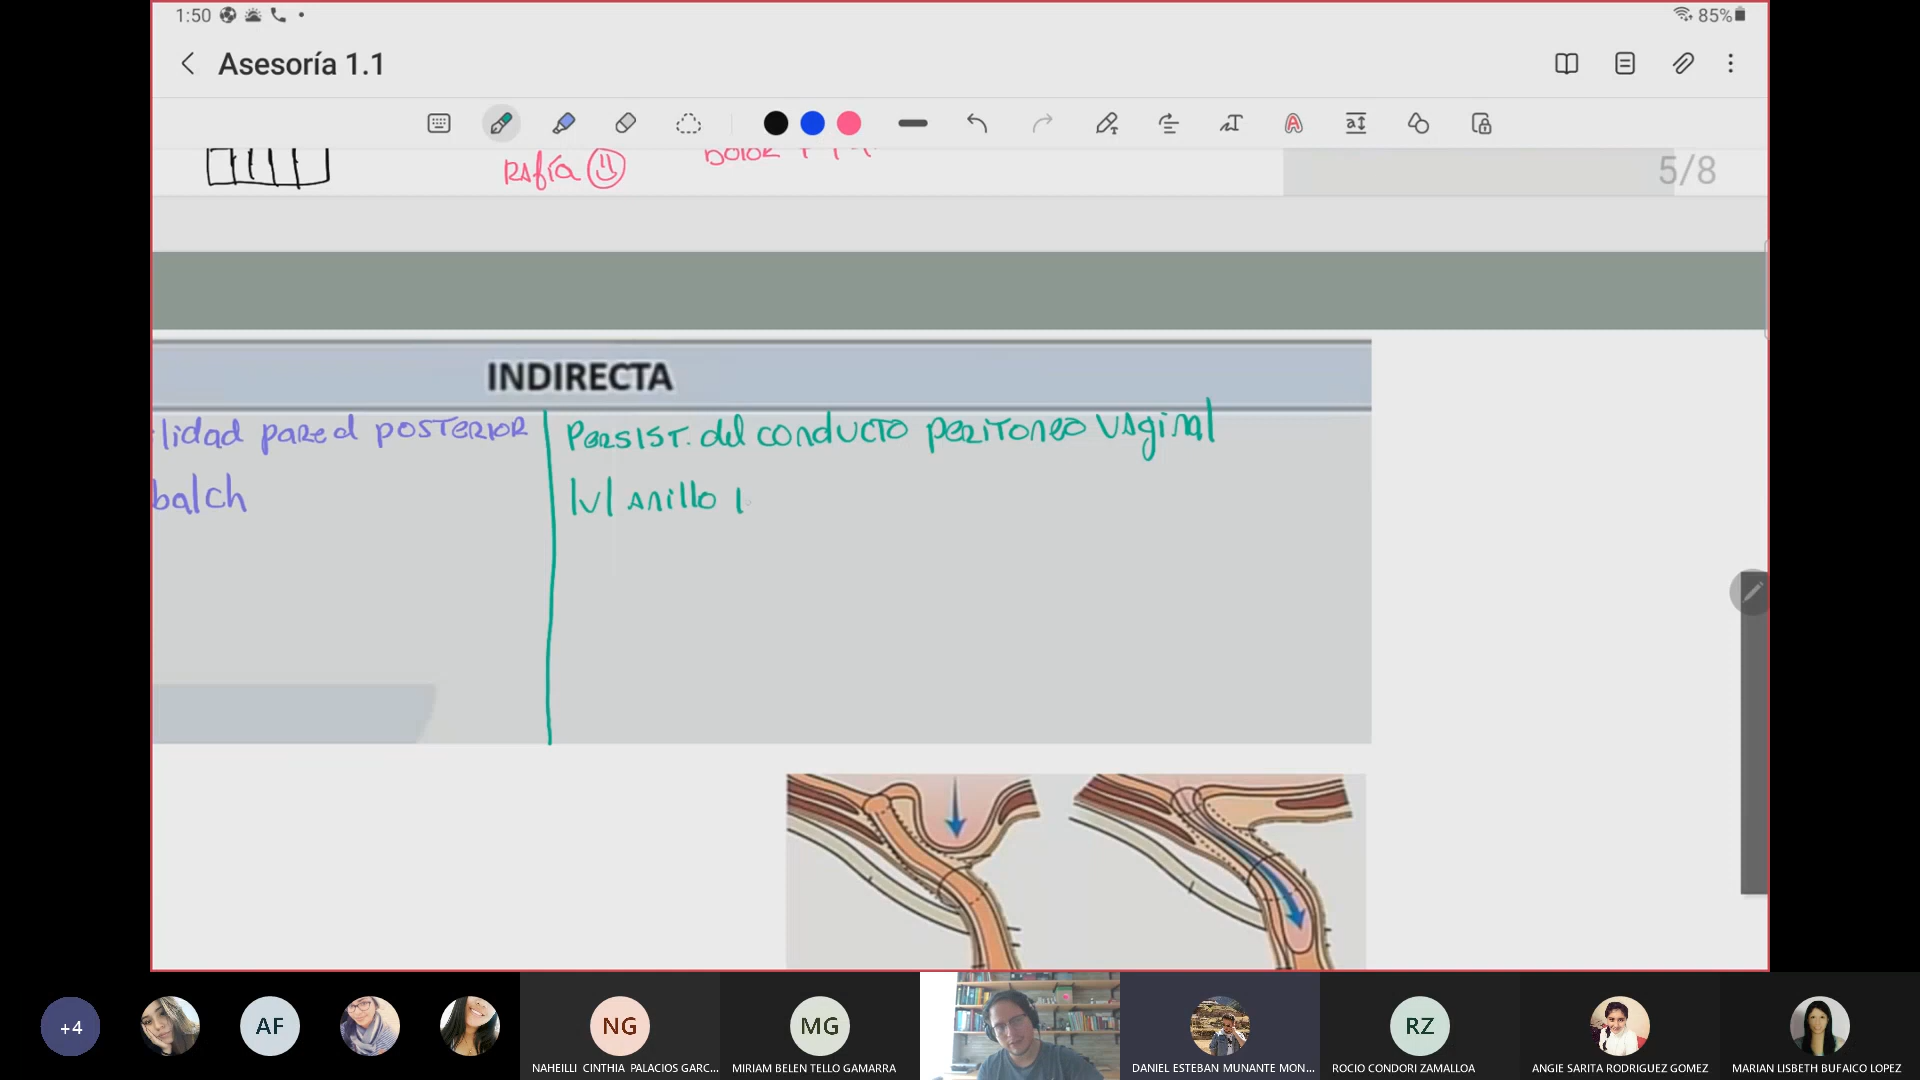 1:50
85%
Asesoría 1.1
Rafía
Dolor
5/8
INDIRECTA
lidad pared POSTERIOR
Persist. del conducto peritoneo vaginal
balch
lvl anillo I
+4
AF
NG
MG
RZ
NAHEILLI CINTHIA PALACIOS GARC...
MIRIAM BELEN TELLO GAMARRA
DANIEL ESTEBAN MUNANTE MON...
ROCIO CONDORI ZAMALLOA
ANGIE SARITA RODRIGUEZ GOMEZ
MARIAN LISBETH BUFAICO LOPEZ